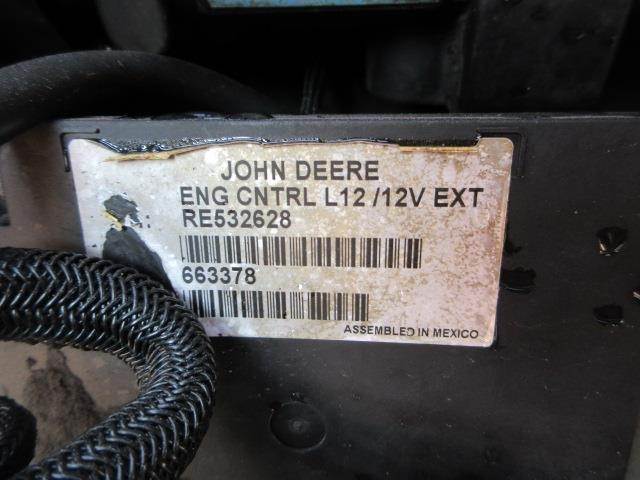 JOHN DEERE
ENG CNTRL L12 /12V EXT
RE532628
663378
ASSEMBLED IN MEXICO